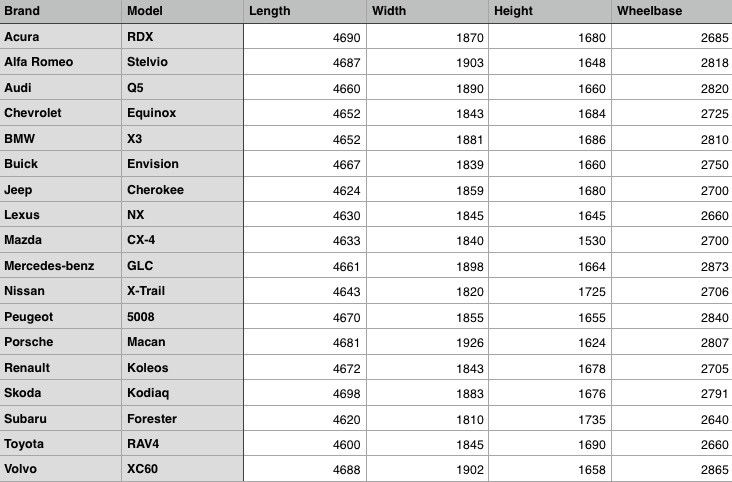 Brand Model Length Width Height Wheelbase
Acura RDX 4690 1870 1680 2685
Alfa Romeo Stelvio 4687 1903 1648 2818
Audi Q5 4660 1890 1660 2820
Chevrolet Equinox 4652 1843 1684 2725
BMW X3 4652 1881 1686 2810
Buick Envision 4667 1839 1660 2750
Jeep Cherokee 4624 1859 1680 2700
Lexus NX 4630 1845 1645 2660
Mazda CX-4 4633 1840 1530 2700
Mercedes-benz GLC 4661 1898 1664 2873
Nissan X-Trail 4643 1820 1725 2706
Peugeot 5008 4670 1855 1655 2840
Porsche Macan 4681 1926 1624 2807
Renault Koleos 4672 1843 1678 2705
Skoda Kodiaq 4698 1883 1676 2791
Subaru Forester 4620 1810 1735 2640
Toyota RAV4 4600 1845 1690 2660
Volvo XC60 4688 1902 1658 2865